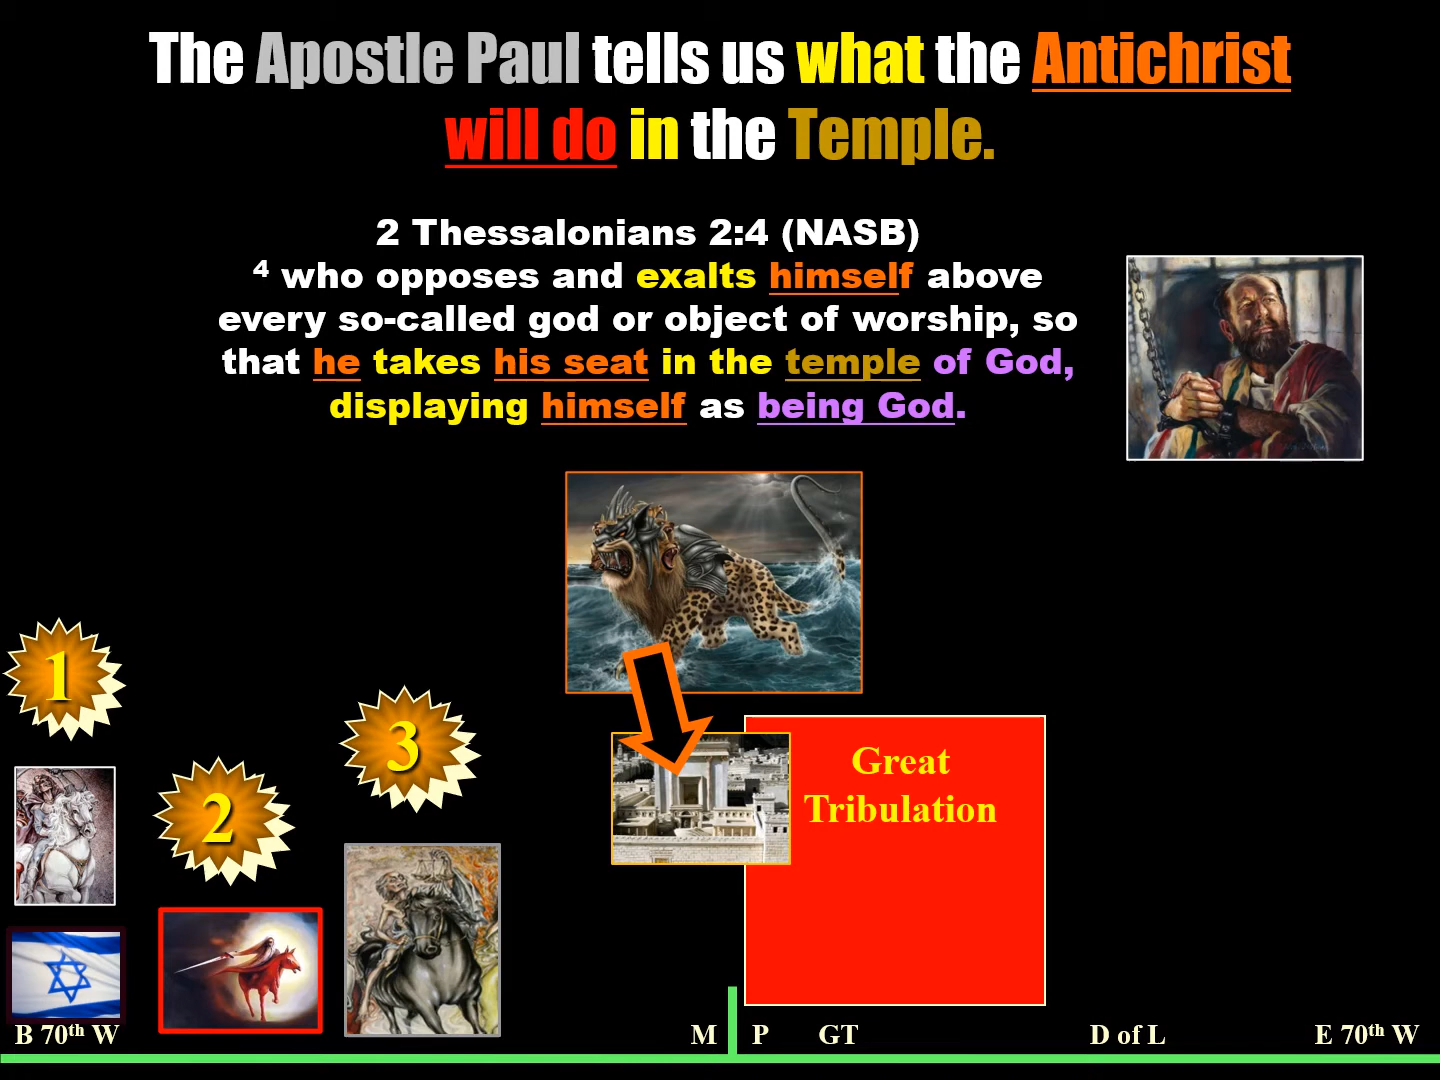 The Apostle Paul tells us what the Antichrist
will do in the Temple.
2 Thessalonians 2:4 (NASB)
4 who opposes and exalts himself above
every so-called god or object of worship, so
that he takes his seat in the temple of God,
displaying himself as being God.
1
2
3
Great
Tribulation
B 70th W
M
P
GT
D of L
E 70th W